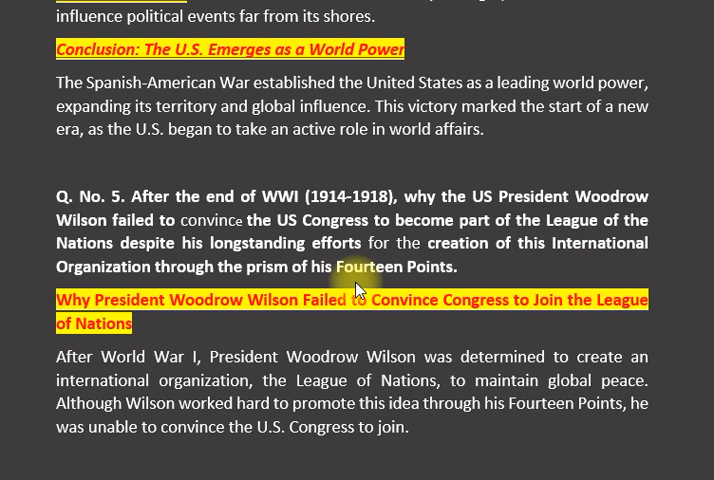 influence political events far from its shores.
Conclusion: The U.S. Emerges as a World Power
The Spanish-American War established the United States as a leading world power,
expanding its territory and global influence. This victory marked the start of a new
era, as the U.S. began to take an active role in world affairs.
Q. No. 5. After the end of WWI (1914-1918), why the US President Woodrow
Wilson failed to convince the US Congress to become part of the League of the
Nations despite his longstanding efforts for the creation of this International
Organization through the prism of his Fourteen Points.
Why President Woodrow Wilson Failed to Convince Congress to Join the League
of Nations
After World War I, President Woodrow Wilson was determined to create an
international organization, the League of Nations, to maintain global peace.
Although Wilson worked hard to promote this idea through his Fourteen Points, he
was unable to convince the U.S. Congress to join.